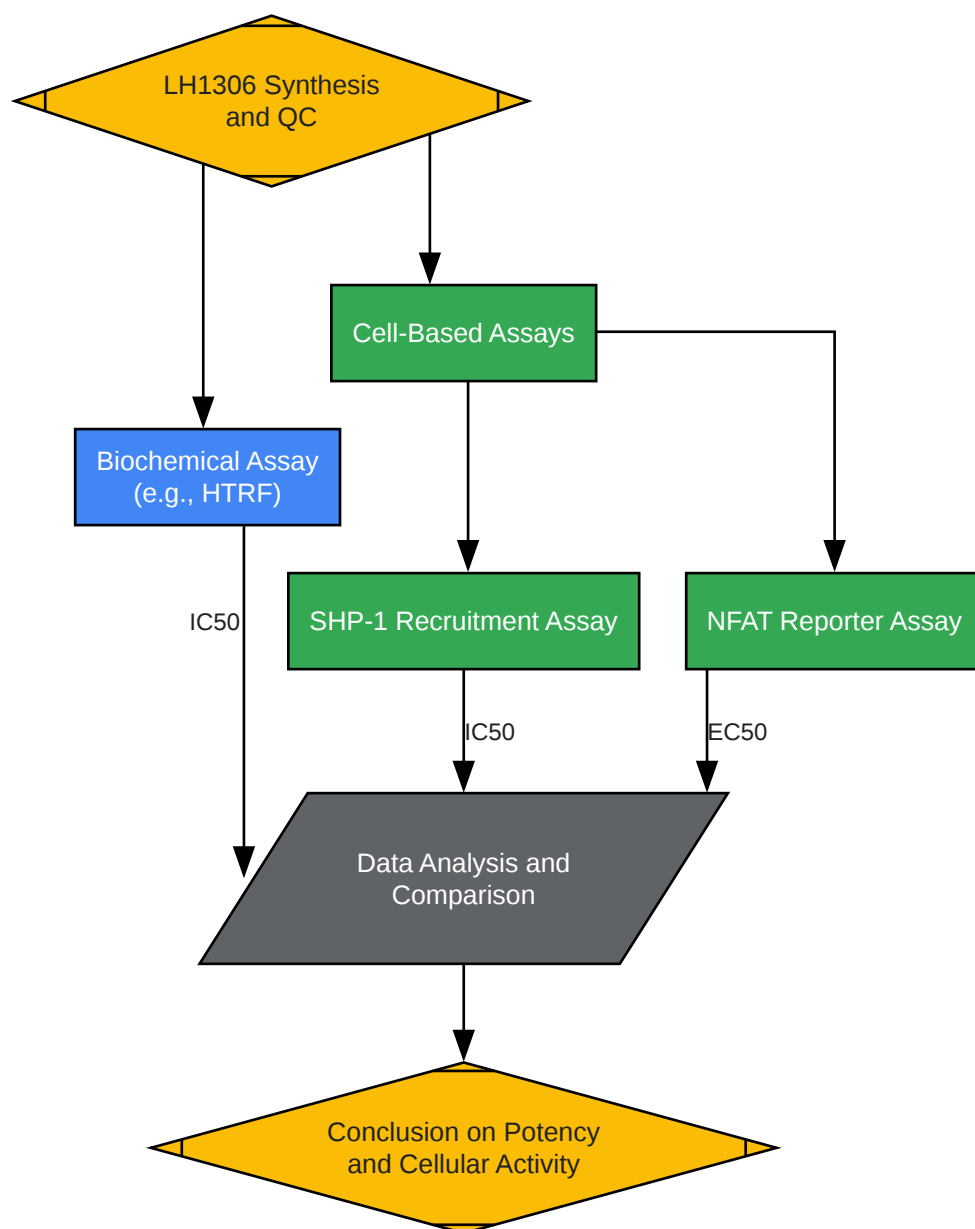 LH1306 Synthesis
and QC
Cell-Based Assays
Biochemical Assay
(e.g., HTRF)
IC50
SHP-1 Recruitment Assay
NFAT Reporter Assay
IC50
EC50
Data Analysis and
Comparison
Conclusion on Potency
and Cellular Activity